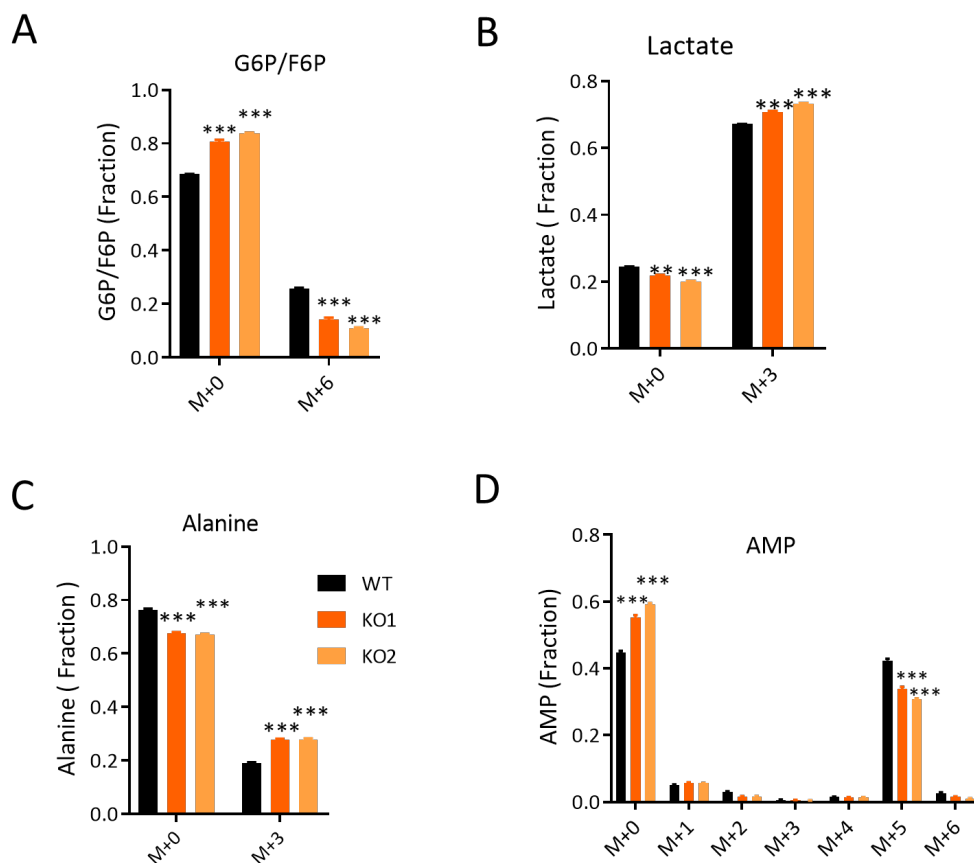 A
G6P/F6P
G6P/F6P (Fraction)
1.0
0.8
0.6
0.4
0.2
0.0
*** ***
*** ***
M+0 M+6
B
Lactate
Lactate ( Fraction )
0.8
0.6
0.4
0.2
0.0
** ***
*** ***
M+0 M+3
C
Alanine
Alanine ( Fraction )
1.0
0.8
0.6
0.4
0.2
0.0
*** ***
*** ***
M+0 M+3
WT
KO1
KO2
D
AMP
AMP (Fraction)
0.8
0.6
0.4
0.2
0.0
*** ***
*** ***
M+0 M+1 M+2 M+3 M+4 M+5 M+6